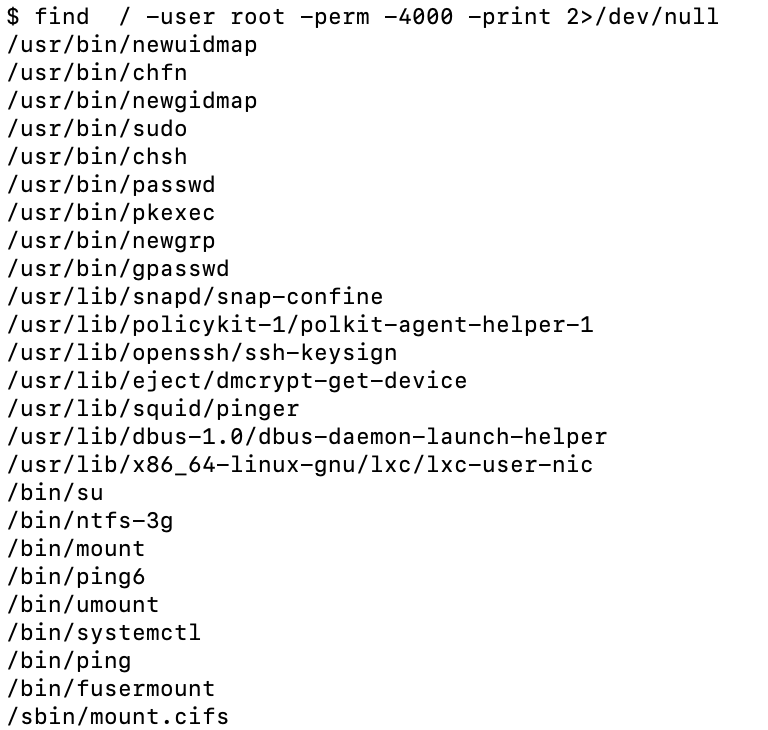 $ find  / -user root -perm -4000 -print 2>/dev/null
/usr/bin/newuidmap
/usr/bin/chfn
/usr/bin/newgidmap
/usr/bin/sudo
/usr/bin/chsh
/usr/bin/passwd
/usr/bin/pkexec
/usr/bin/newgrp
/usr/bin/gpasswd
/usr/lib/snapd/snap-confine
/usr/lib/policykit-1/polkit-agent-helper-1
/usr/lib/openssh/ssh-keysign
/usr/lib/eject/dmcrypt-get-device
/usr/lib/squid/pinger
/usr/lib/dbus-1.0/dbus-daemon-launch-helper
/usr/lib/x86_64-linux-gnu/lxc/lxc-user-nic
/bin/su
/bin/ntfs-3g
/bin/mount
/bin/ping6
/bin/umount
/bin/systemctl
/bin/ping
/bin/fusermount
/sbin/mount.cifs